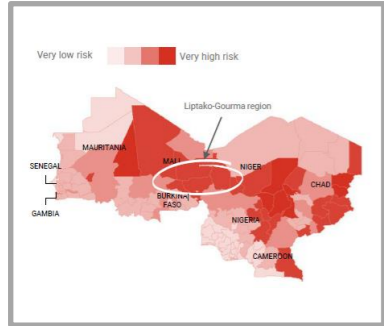 Very low risk
Very high risk
Liptako-Gourma region
MAURITANIA
MALI
NIGER
SENEGAL
CHAD
BURKINA
FASO
GAMBIA
NIGERIA
CAMEROON